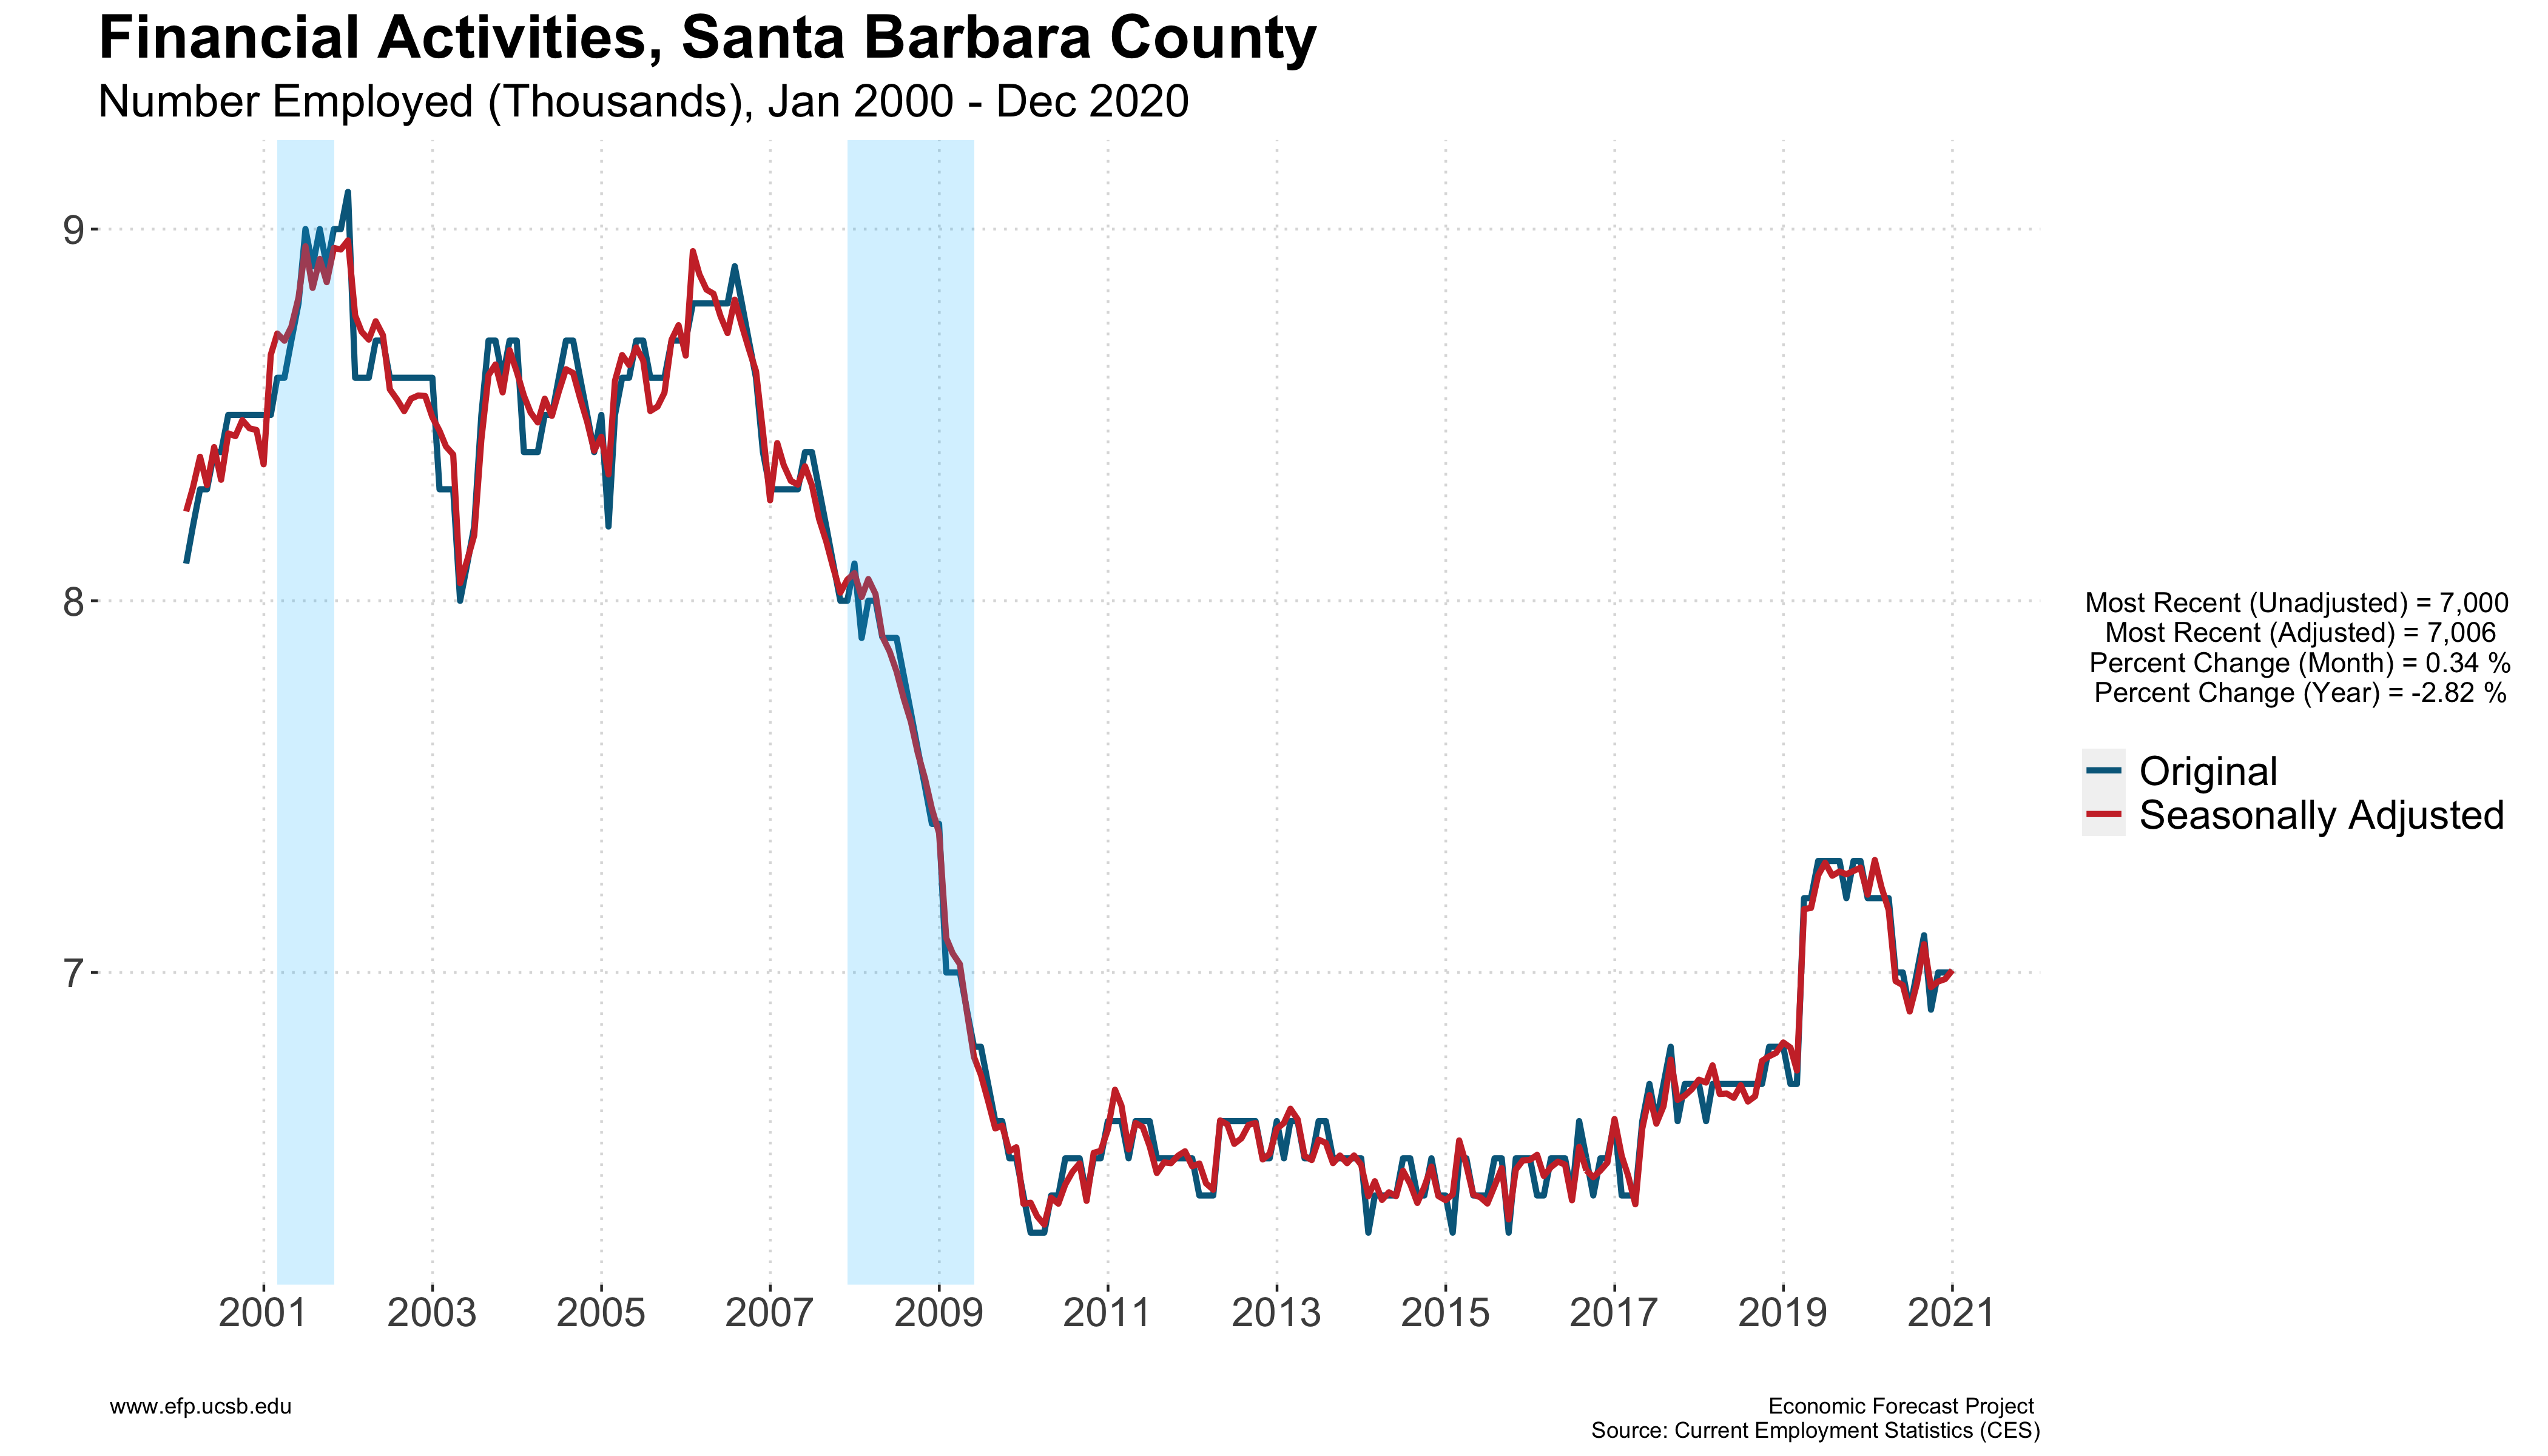 Financial Activities, Santa Barbara County
Number Employed (Thousands), Jan 2000 - Dec 2020
9
8
7
2001 2003 2005 2007 2009 2011 2013 2015 2017 2019 2021
Most Recent (Unadjusted) = 7,000
Most Recent (Adjusted) = 7,006
Percent Change (Month) = 0.34 %
Percent Change (Year) = -2.82 %
Original
Seasonally Adjusted
www.efp.ucsb.edu
Economic Forecast Project
Source: Current Employment Statistics (CES)